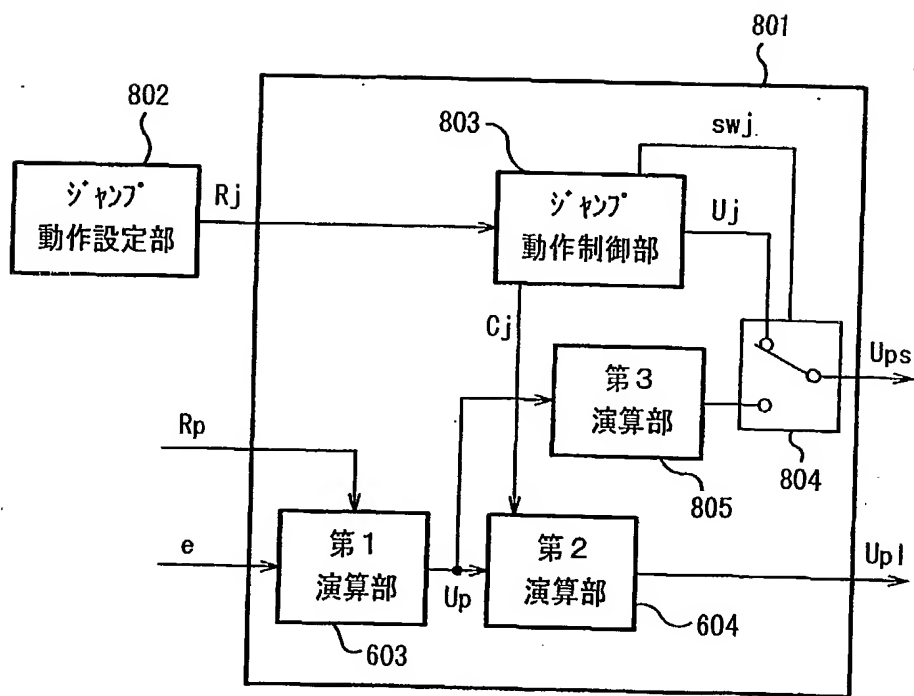 801
802
803
swj
ジャンプ
動作設定部
Rj
ジャンプ
動作制御部
Uj
Cj
Ups
第3
演算部
Rp
804
805
e
第1
演算部
Up
第2
演算部
Upl
604
603